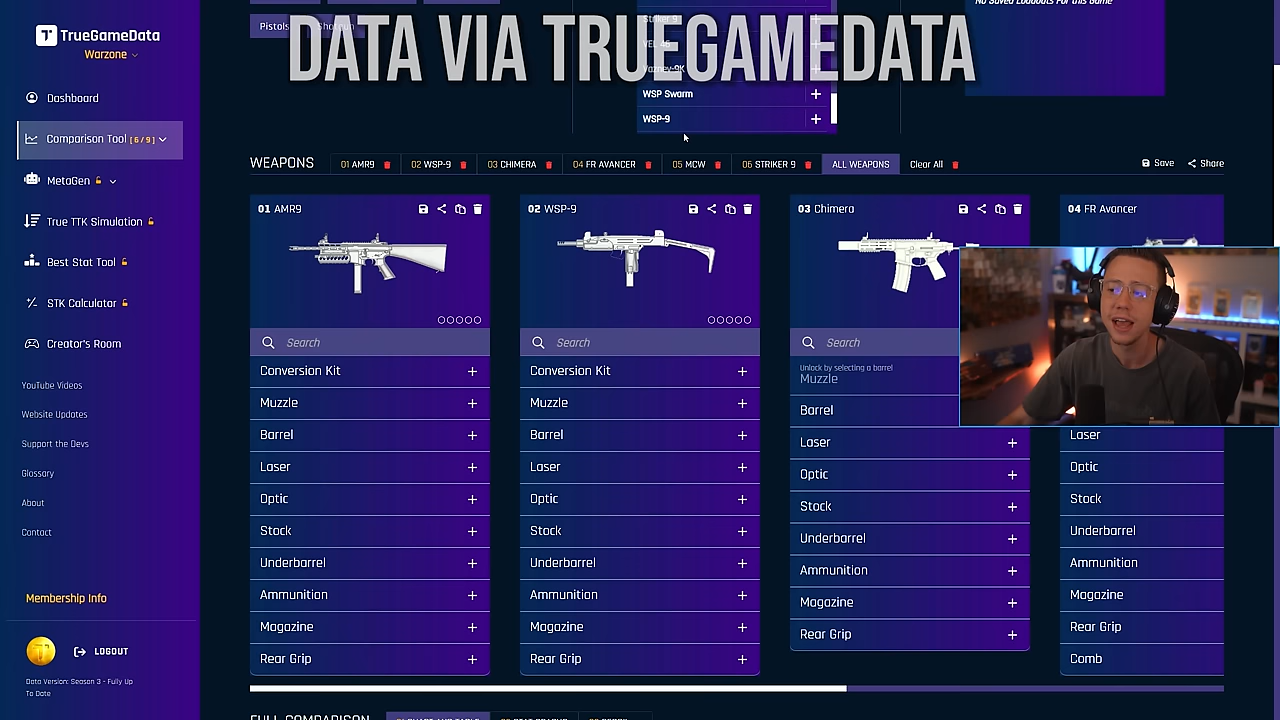 No Saved Loadouts For this Game
TrueGameData
Warzone
Pistols
Shotgun
Striker 9
VEL 46
Vaznev-9K
WSP Swarm
WSP-9
DATA VIA TRUEGAMEDATA
Dashboard
Comparison Tool [6/9]
MetaGen
True TTK Simulation
Best Stat Tool
STK Calculator
Creator's Room
YouTube Videos
Website Updates
Support the Devs
Glossary
About
Contact
Membership Info
LOGOUT
Data Version: Season 3 - Fully Up
To Date
WEAPONS
01 AMR9
02 WSP-9
03 CHIMERA
04 FR AVANCER
05 MCW
06 STRIKER 9
ALL WEAPONS
Clear All
Save
Share
01 AMR9
Search
Conversion Kit
Muzzle
Barrel
Laser
Optic
Stock
Underbarrel
Ammunition
Magazine
Rear Grip
02 WSP-9
Search
Conversion Kit
Muzzle
Barrel
Laser
Optic
Stock
Underbarrel
Ammunition
Magazine
Rear Grip
03 Chimera
Search
Unlock by selecting a barrel
Muzzle
Barrel
Laser
Optic
Stock
Underbarrel
Ammunition
Magazine
Rear Grip
04 FR Avancer
Laser
Optic
Stock
Underbarrel
Ammunition
Magazine
Rear Grip
Comb
FULL COMPARISON